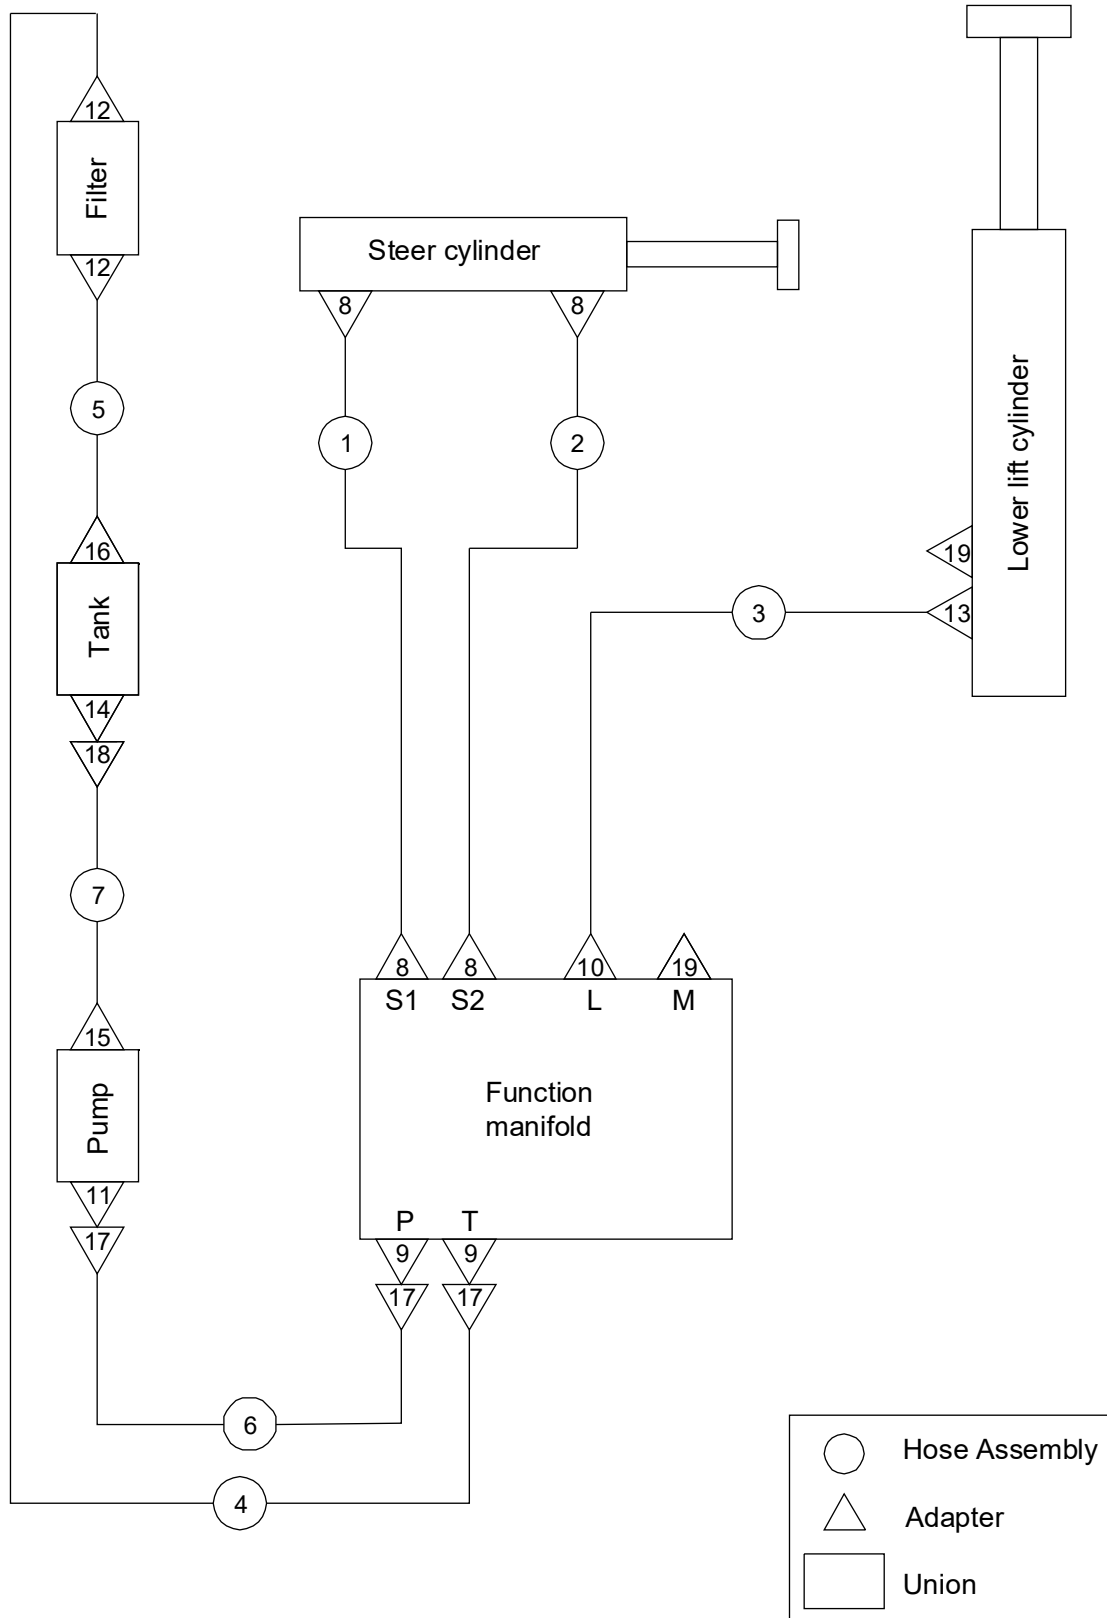 12
Filter
12
5
16
Tank
14
18
7
15
Pump
11
17
Steer cylinder
8 8
1 2
Lower lift cylinder
19
13
3
8 8 10 19
S1 S2 L M
Function
manifold
P T
9 9
17 17
6
4
Hose Assembly
Adapter
Union